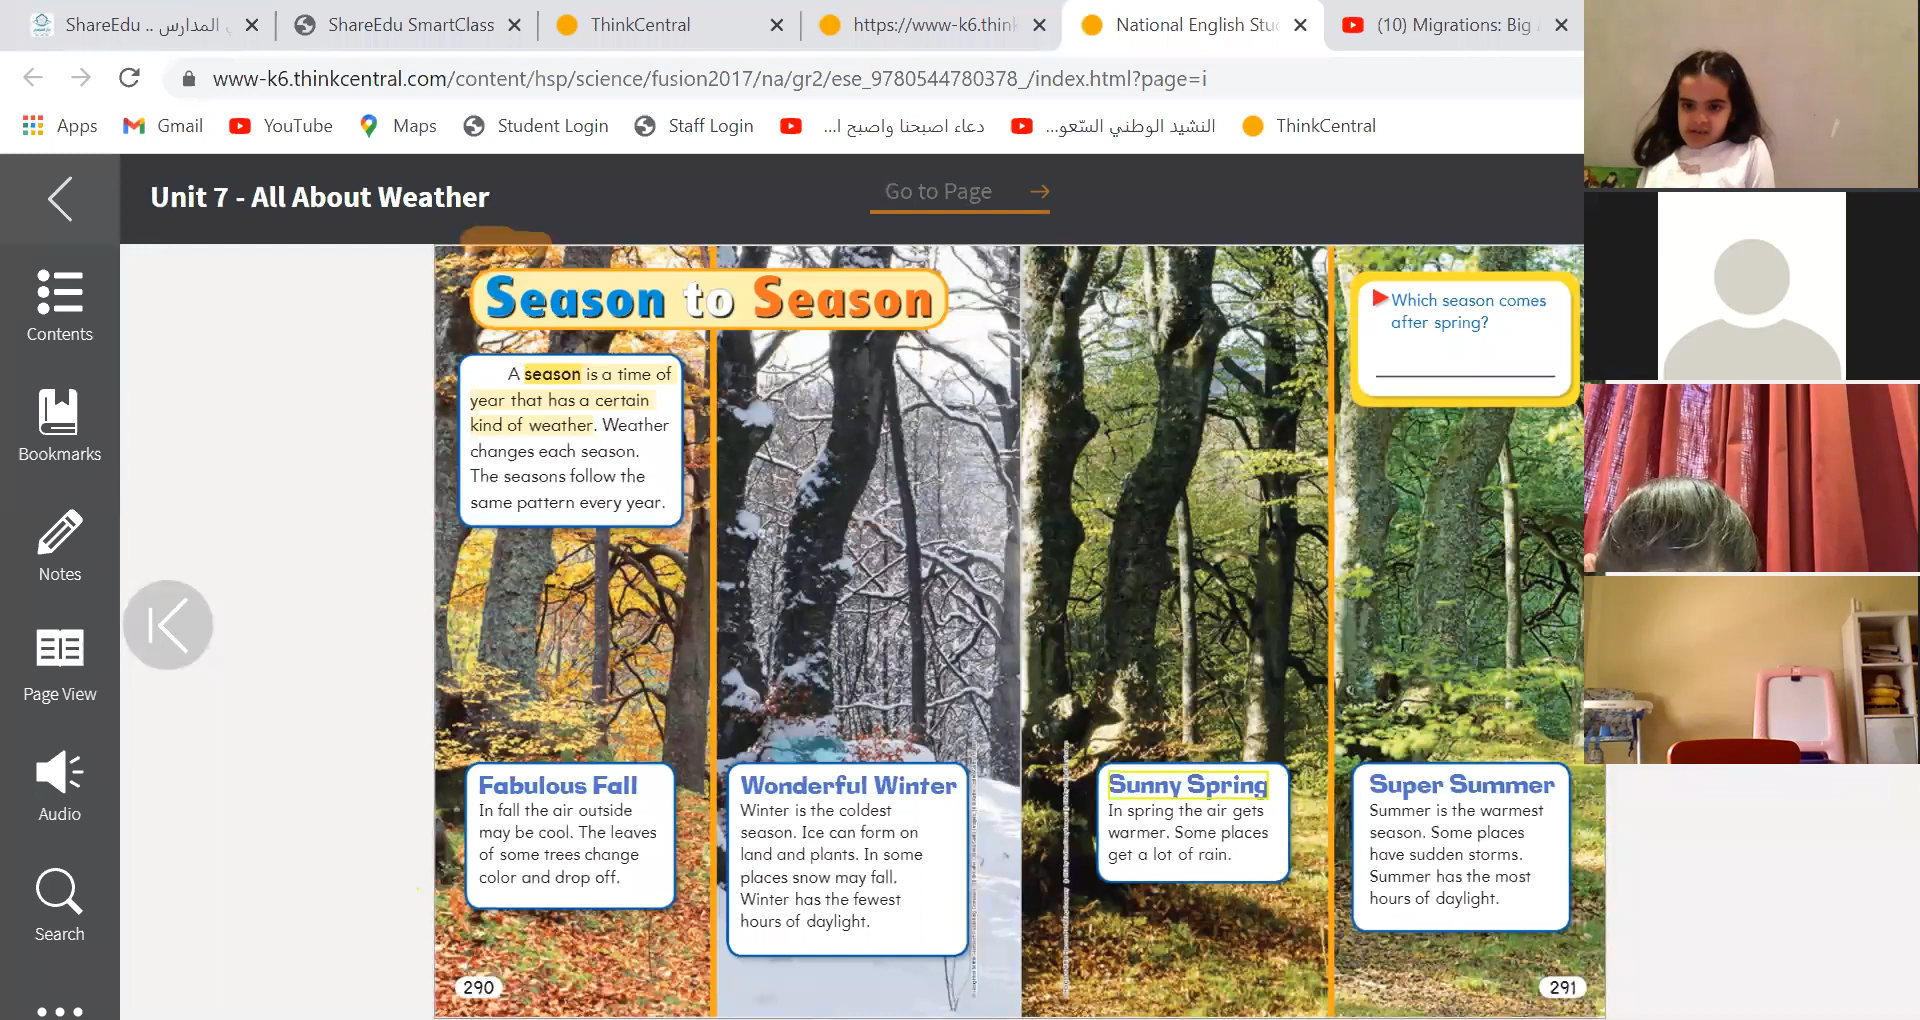 ShareEdu .. ي المدارس
ShareEdu SmartClass
ThinkCentral
https://www-k6.think
National English Stu
(10) Migrations: Big
www-k6.thinkcentral.com/content/hsp/science/fusion2017/na/gr2/ese_9780544780378_/index.html?page=i
Apps
Gmail
YouTube
Maps
Student Login
Staff Login
دعاء اصبحنا واصبح ا...
النشيد الوطني السّعو...
ThinkCentral
Unit 7 - All About Weather
Go to Page
Contents
Bookmarks
Notes
Page View
Audio
Search
Season to Season
A season is a time of
year that has a certain
kind of weather. Weather
changes each season.
The seasons follow the
same pattern every year.
Which season comes
after spring?
Fabulous Fall
In fall the air outside
may be cool. The leaves
of some trees change
color and drop off.
Wonderful Winter
Winter is the coldest
season. Ice can form on
land and plants. In some
places snow may fall.
Winter has the fewest
hours of daylight.
Sunny Spring
In spring the air gets
warmer. Some places
get a lot of rain.
Super Summer
Summer is the warmest
season. Some places
have sudden storms.
Summer has the most
hours of daylight.
290
291